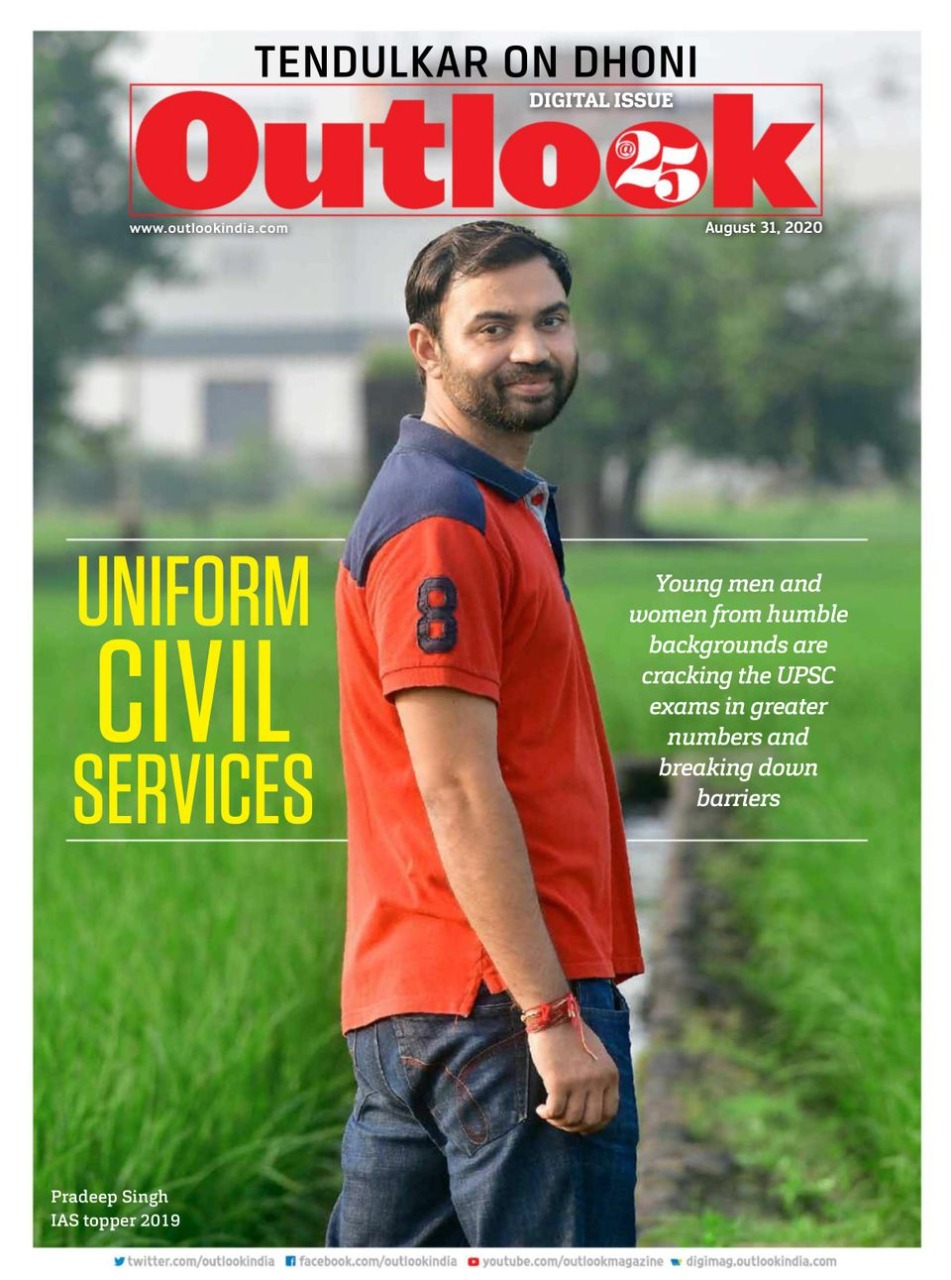 TENDULKAR ON DHONI
DIGITAL ISSUE
Outlook
@25
www.outlookindia.com
August 31, 2020
UNIFORM
CIVIL
SERVICES
8
Young men and
women from humble
backgrounds are
cracking the UPSC
exams in greater
numbers and
breaking down
barriers
Pradeep Singh
IAS topper 2019
twitter.com/outlookindia facebook.com/outlookindia youtube.com/outlookmagazine digimag.outlookindia.com